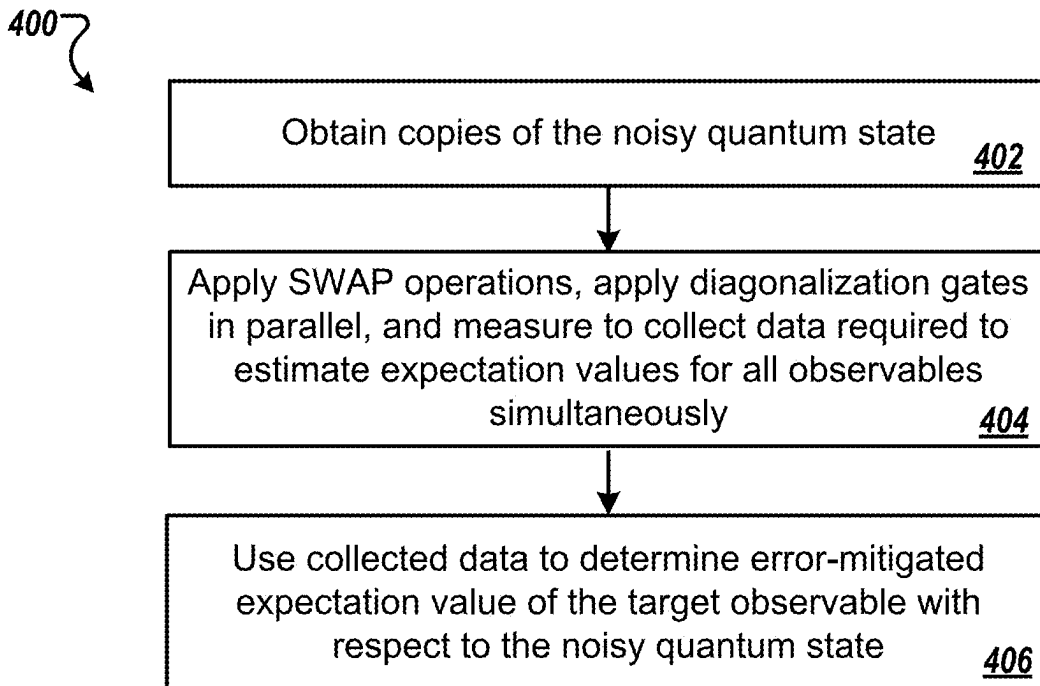 400
Obtain copies of the noisy quantum state
402
Apply SWAP operations, apply diagonalization gates
in parallel, and measure to collect data required to
estimate expectation values for all observables
simultaneously
404
Use collected data to determine error-mitigated
expectation value of the target observable with
respect to the noisy quantum state
406